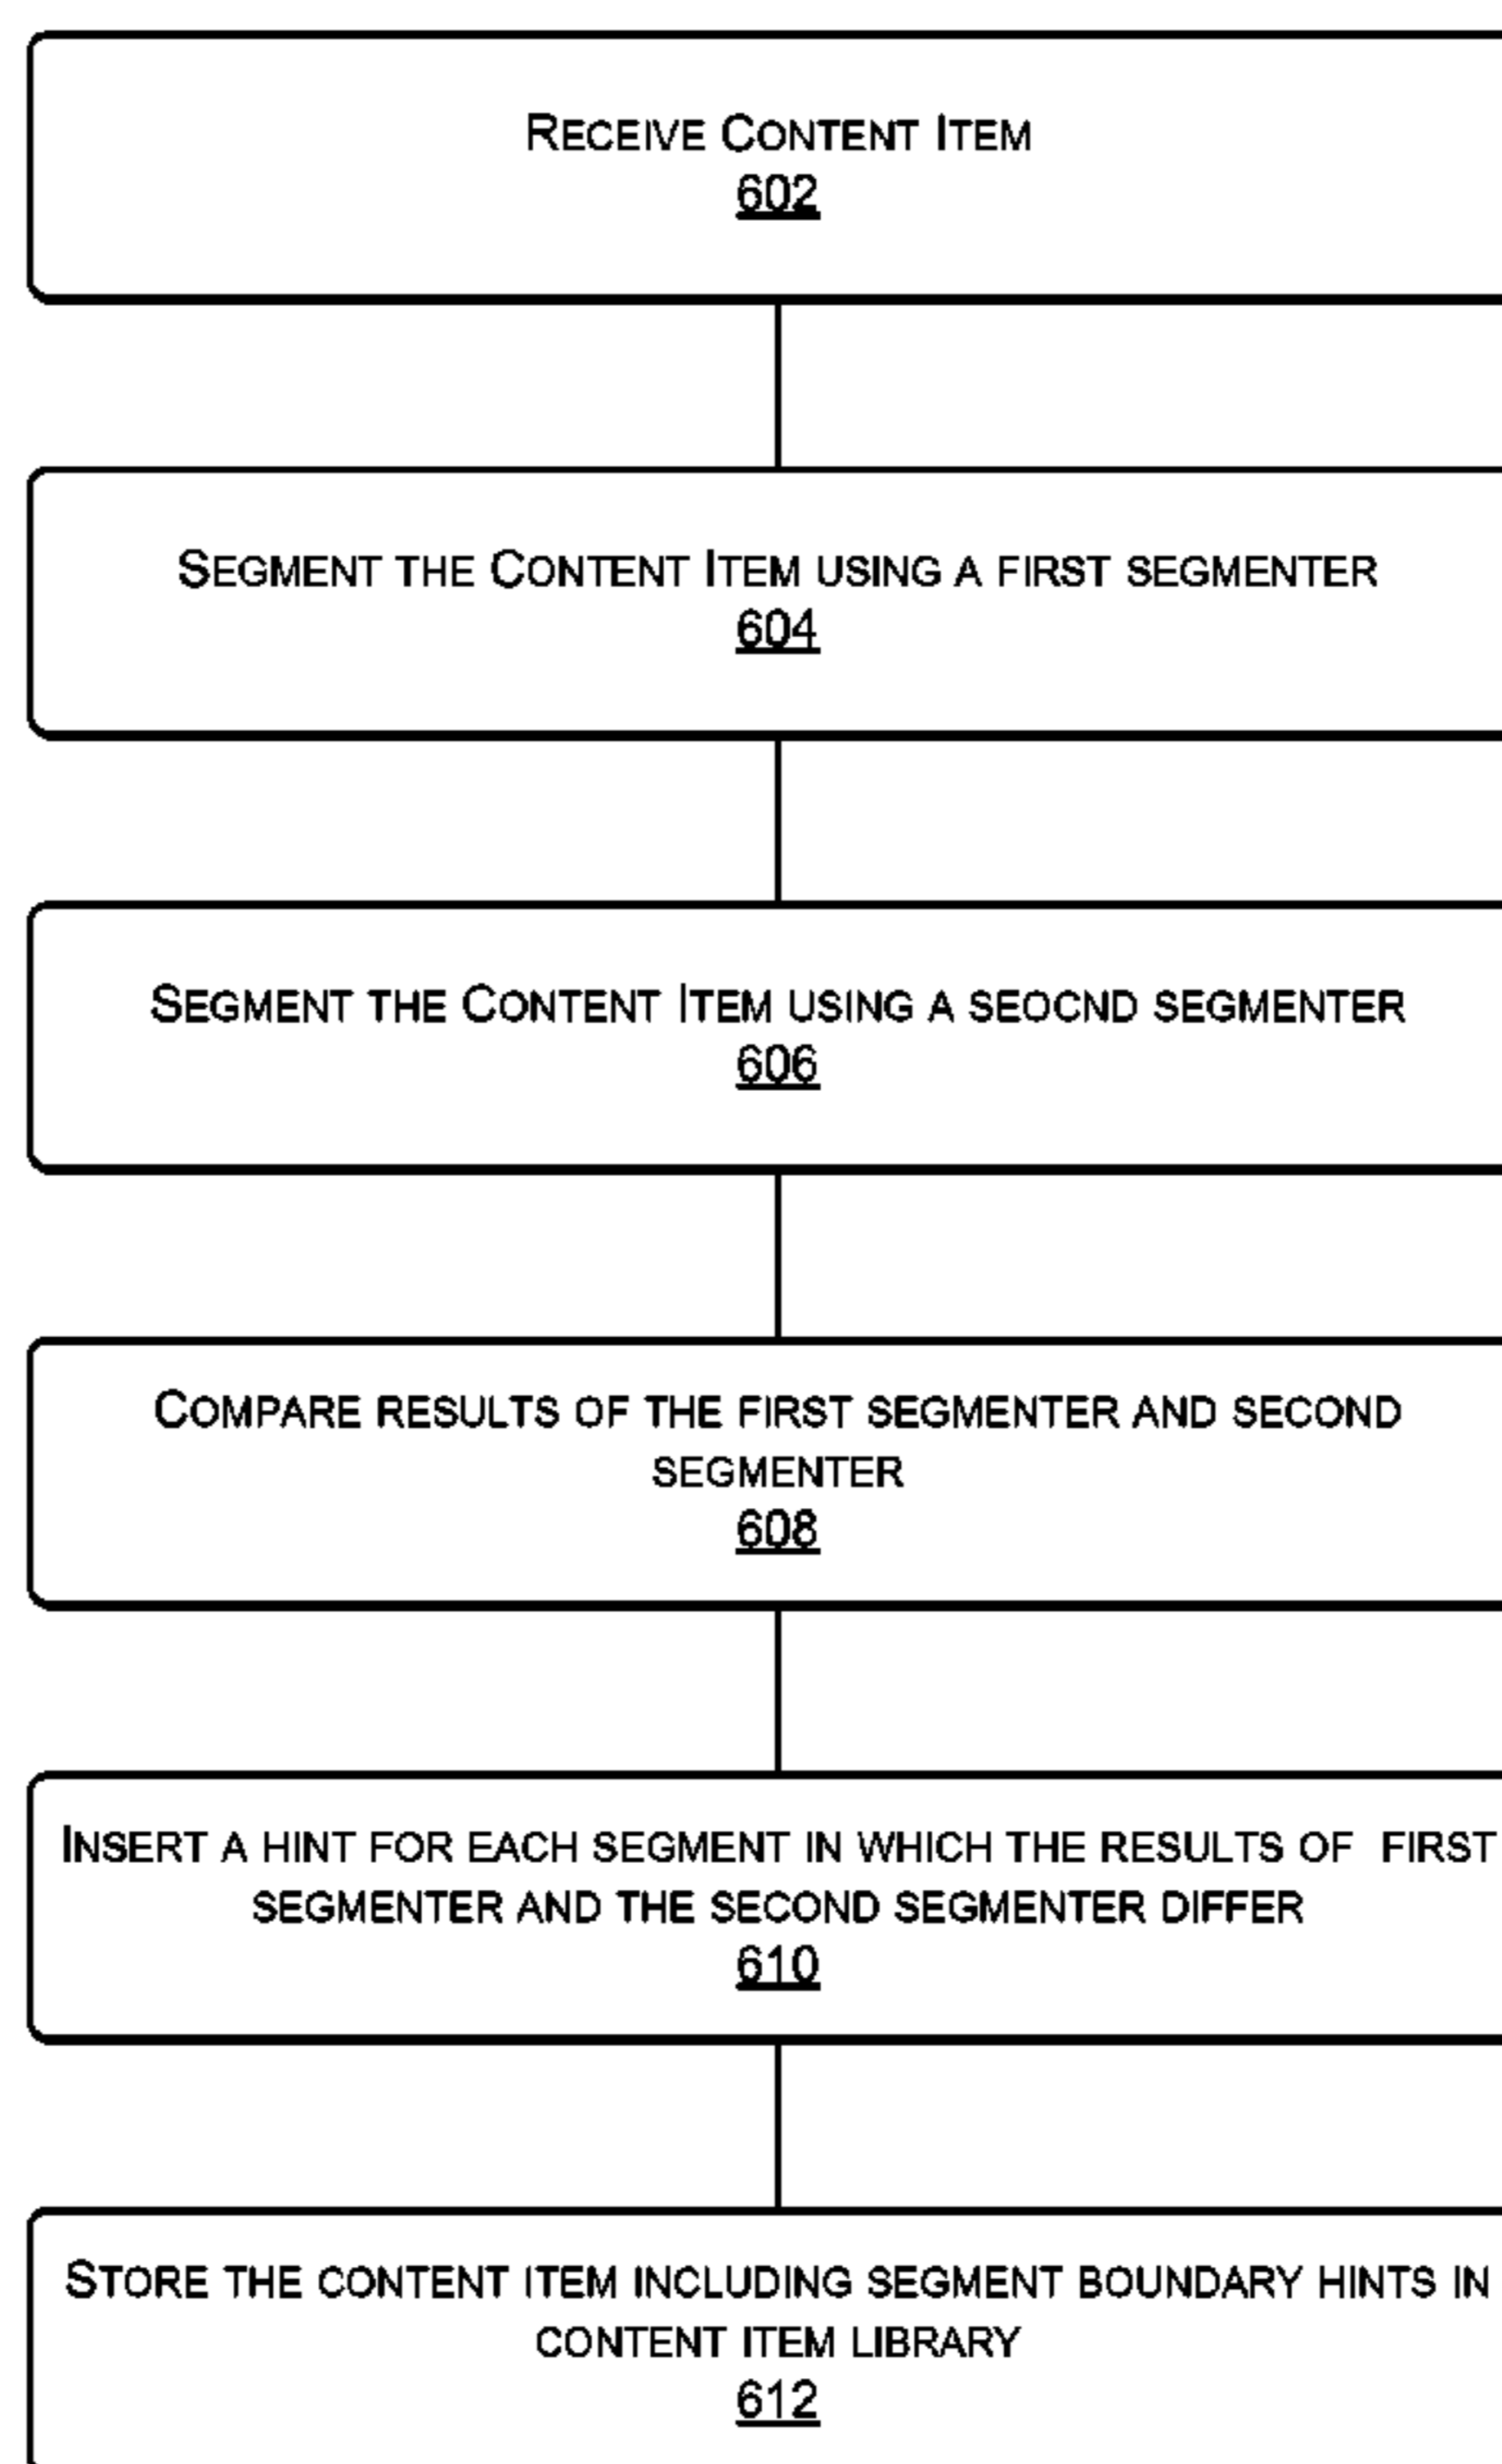 RECEIVE CONTENT ITEM
602
SEGMENT THE CONTENT ITEM USING A FIRST SEGMENTER
604
SEGMENT THE CONTENT ITEM USING A SEOCND SEGMENTER
606
COMPARE RESULTS OF THE FIRST SEGMENTER AND SECOND
SEGMENTER
608
INSERT A HINT FOR EACH SEGMENT IN WHICH THE RESULTS OF FIRST
SEGMENTER AND THE SECOND SEGMENTER DIFFER
610
STORE THE CONTENT ITEM INCLUDING SEGMENT BOUNDARY HINTS IN
CONTENT ITEM LIBRARY
612